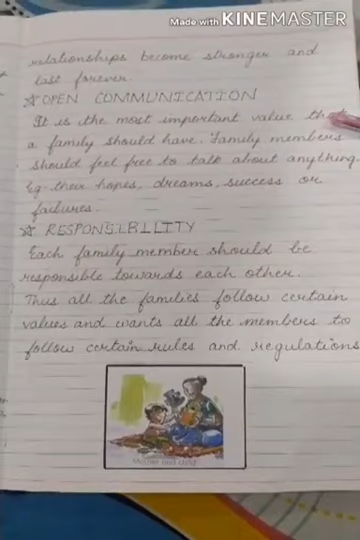 Made with KINEMASTER
relationships become stronger and
last forever.
☆ OPEN COMMUNICATION
It is the most important value that
a family should have. Family members
should feel free to talk about anything.
Eg their hopes, dreams, success or
failures.
☆ RESPONSIBILITY
Each family member should be
responsible towards each other.
Thus all the families follow certain
values and wants all the members to
follow certain rules and regulations
Mother and child